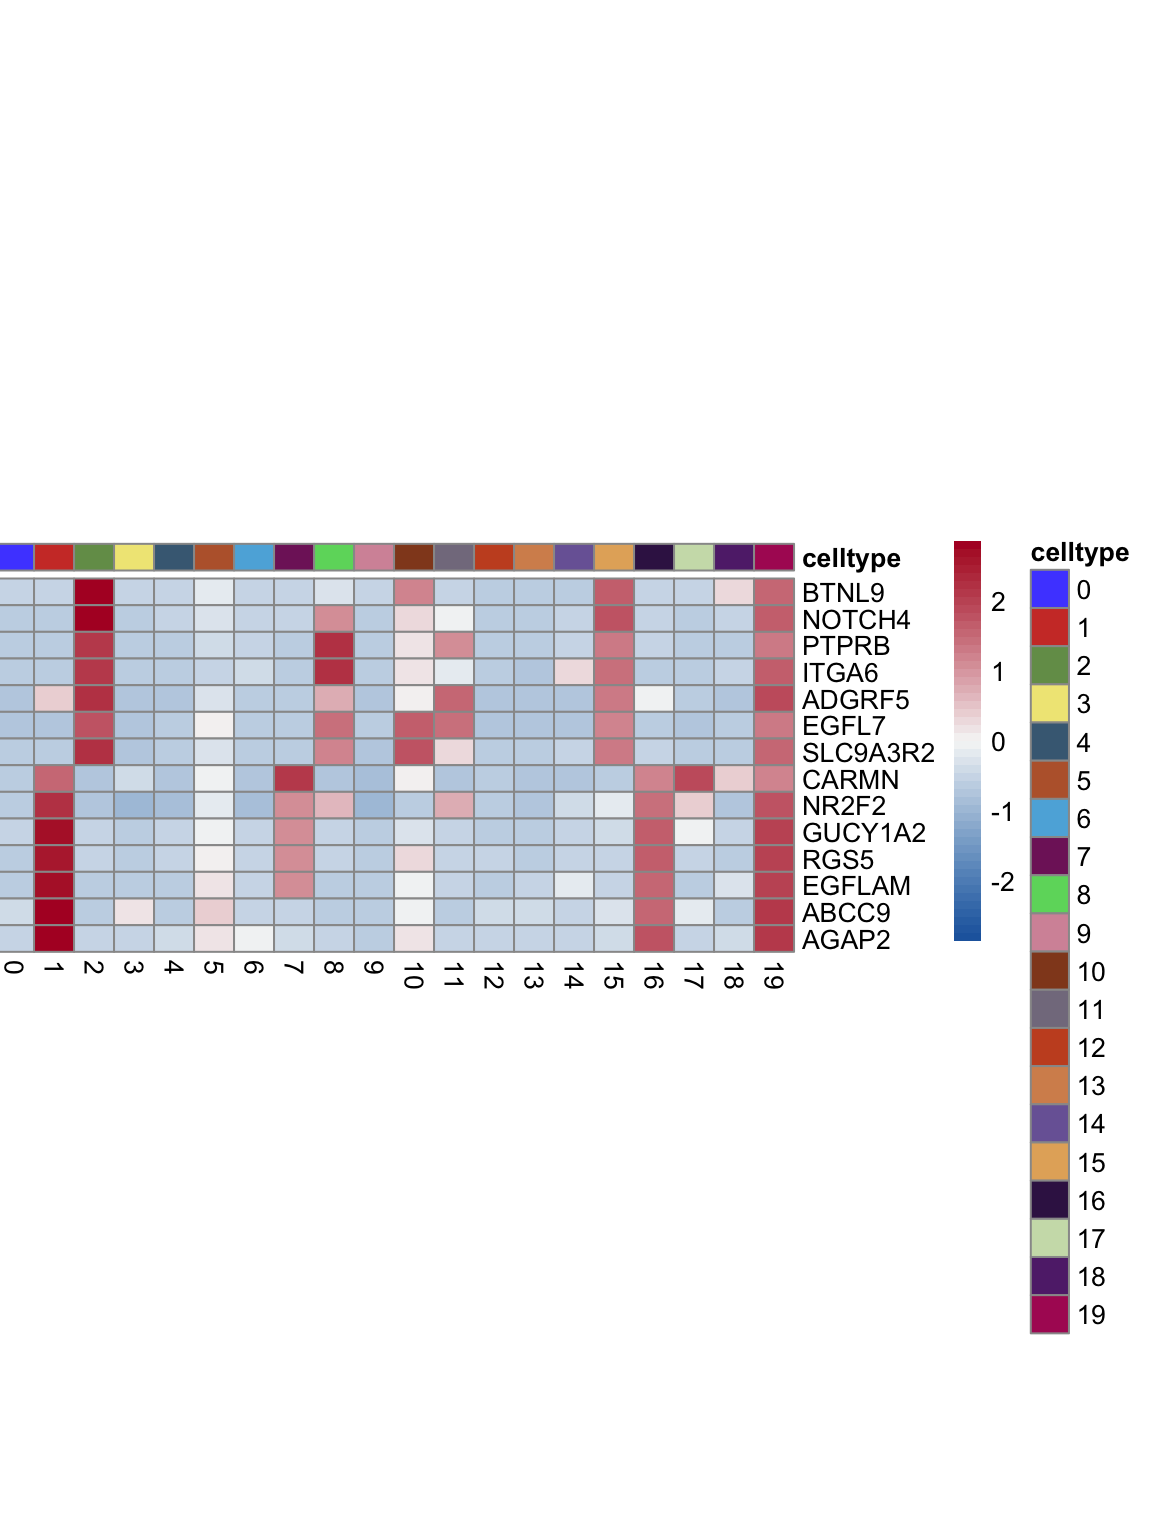 celltype
BTNL9
NOTCH4
PTPRB
ITGA6
ADGRF5
EGFL7
SLC9A3R2
CARMN
NR2F2
GUCY1A2
RGS5
EGFLAM
ABCC9
AGAP2
0 1 2 3 4 5 6 7 8 9 10 11 12 13 14 15 16 17 18 19
2
1
0
-1
-2
celltype
0
1
2
3
4
5
6
7
8
9
10
11
12
13
14
15
16
17
18
19